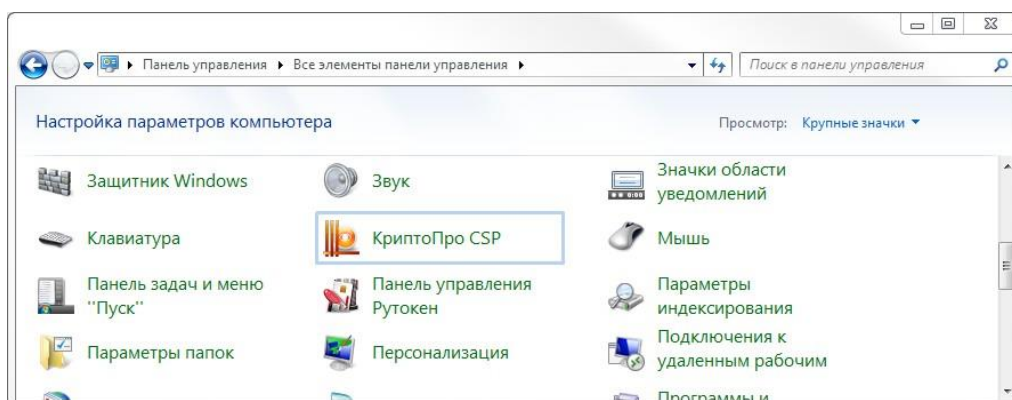 Панель управления
Все элементы панели управления
Поиск в панели управления
Настройка параметров компьютера
Просмотр: Крупные значки
Защитник Windows
Звук
Значки области
уведомлений
Клавиатура
КриптоПро CSP
Мышь
Панель задач и меню
"Пуск"
Панель управления
Рутокен
Параметры
индексирования
Параметры папок
Персонализация
Подключения к
удаленным рабочим
Программы и